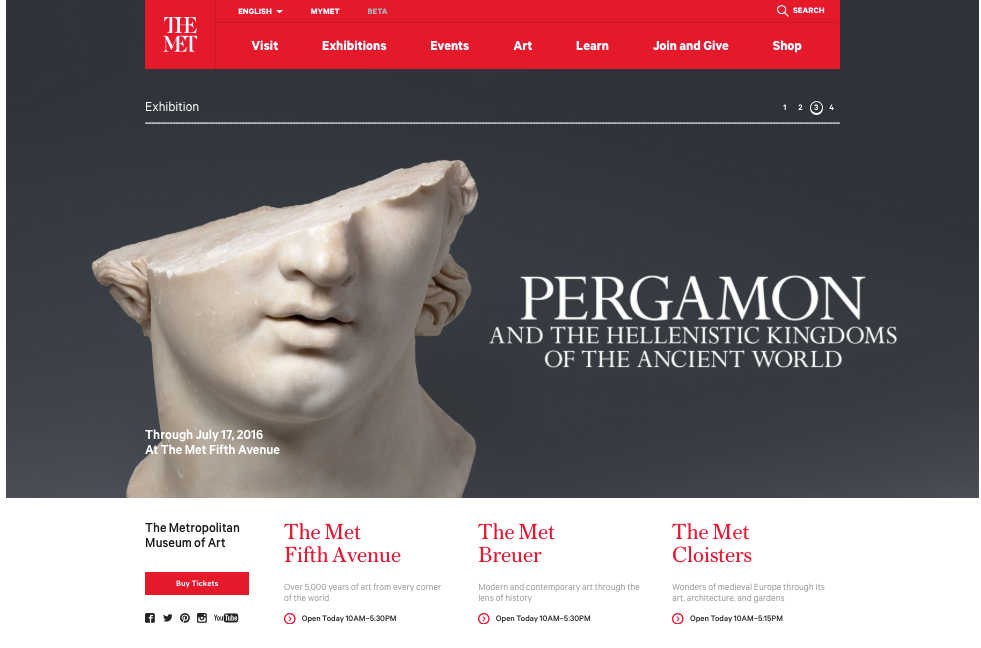 THE
MET
ENGLISH
MYMET
BETA
SEARCH
Visit
Exhibitions
Events
Art
Learn
Join and Give
Shop
Exhibition
1 2 3 4
PERGAMON
AND THE HELLENISTIC KINGDOMS
OF THE ANCIENT WORLD
Through July 17, 2016
At The Met Fifth Avenue
The Metropolitan
Museum of Art
Buy Tickets
YouTube
The Met
Fifth Avenue
Over 5,000 years of art from every corner
of the world
Open Today 10AM–5:30PM
The Met
Breuer
Modern and contemporary art through the
lens of history
Open Today 10AM–5:30PM
The Met
Cloisters
Wonders of medieval Europe through its
art, architecture, and gardens
Open Today 10AM–5:15PM